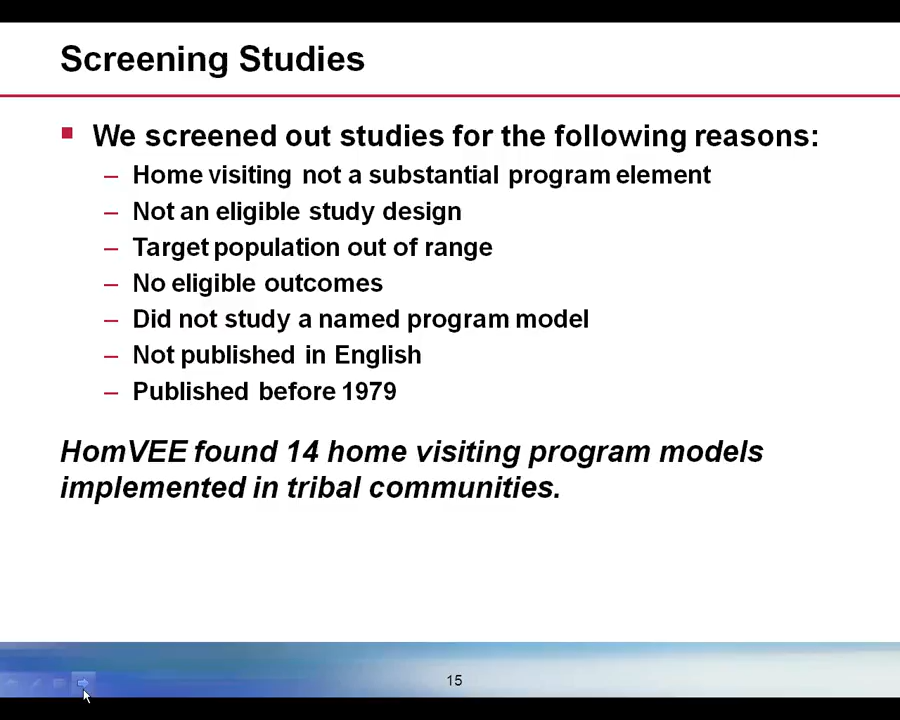 Screening Studies
We screened out studies for the following reasons:
– Home visiting not a substantial program element
– Not an eligible study design
– Target population out of range
– No eligible outcomes
– Did not study a named program model
– Not published in English
– Published before 1979
HomVEE found 14 home visiting program models
implemented in tribal communities.
15